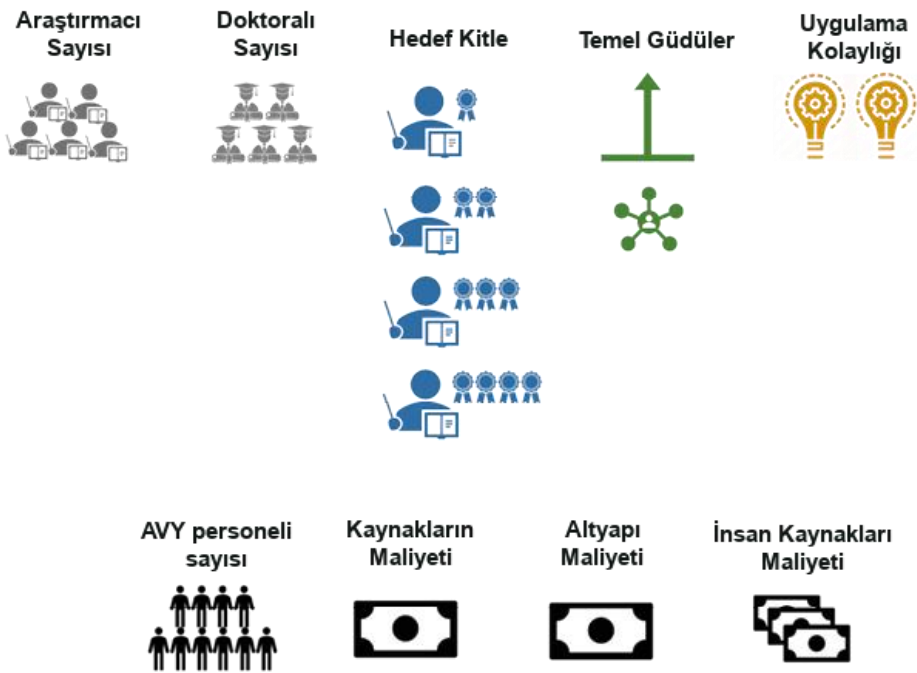 Araştırmacı
Sayısı
Doktoralı
Sayısı
Hedef Kitle
Temel Güdüler
Uygulama
Kolaylığı
AVY personeli
sayısı
Kaynakların
Maliyeti
Altyapı
Maliyeti
İnsan Kaynakları
Maliyeti